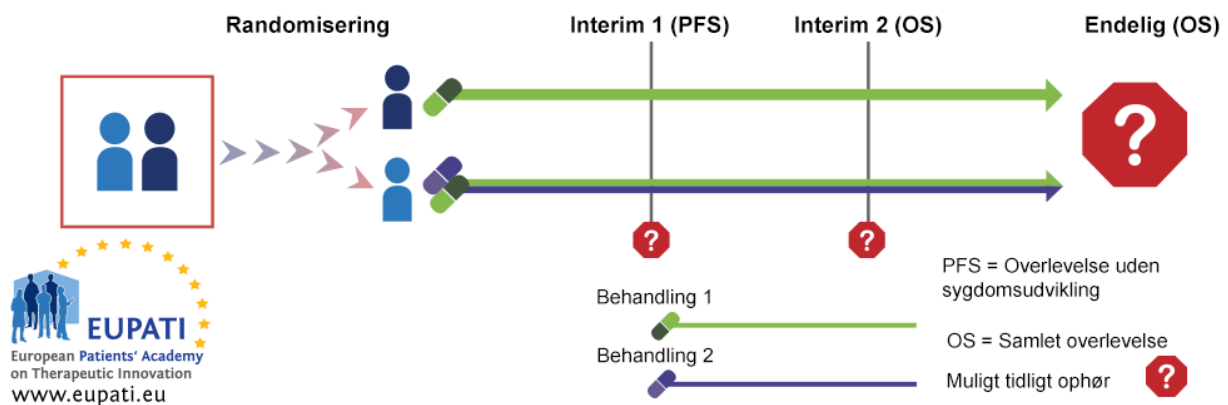 Randomisering
Interim 1 (PFS)
Interim 2 (OS)
Endelig (OS)
?
?
?
PFS = Overlevelse uden
sygdomsudvikling
Behandling 1
OS = Samlet overlevelse
Behandling 2
Muligt tidligt ophør
?
EUPATI
European Patients' Academy
on Therapeutic Innovation
www.eupati.eu